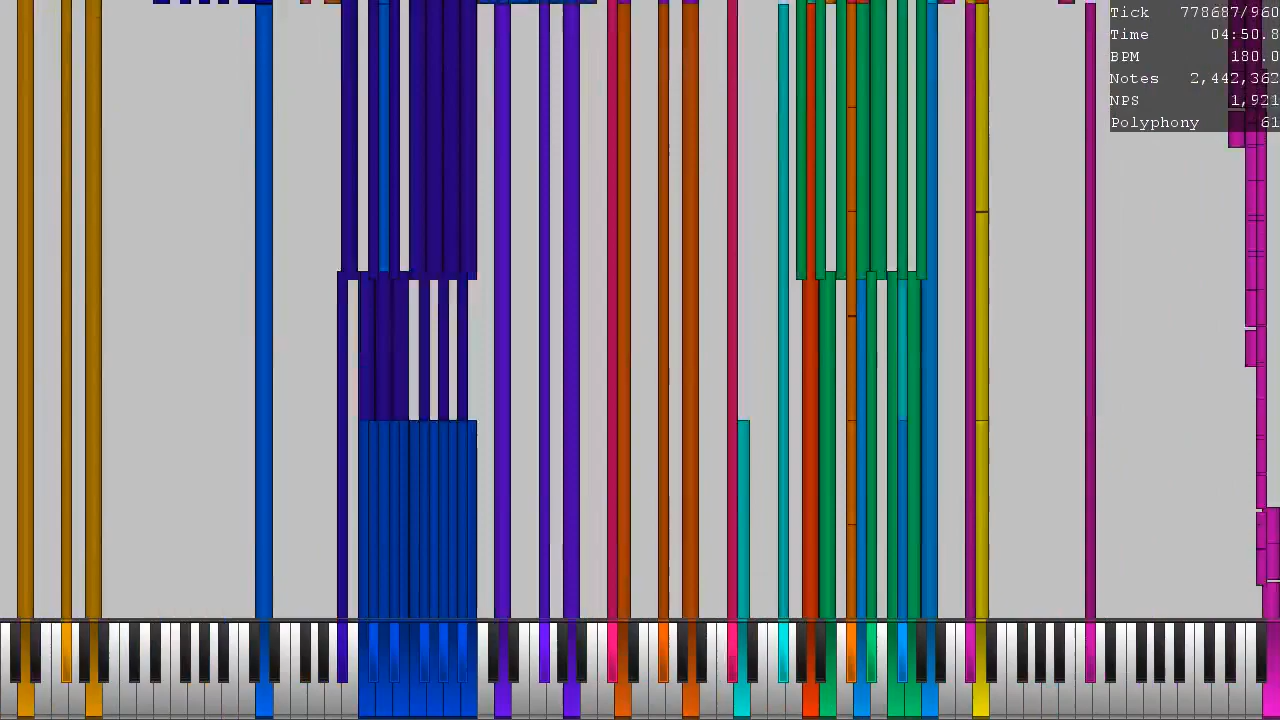 Tick 778687/960
Time 04:50.8
BPM 180.0
Notes 2,442,362
NPS 1,921
Polyphony 61